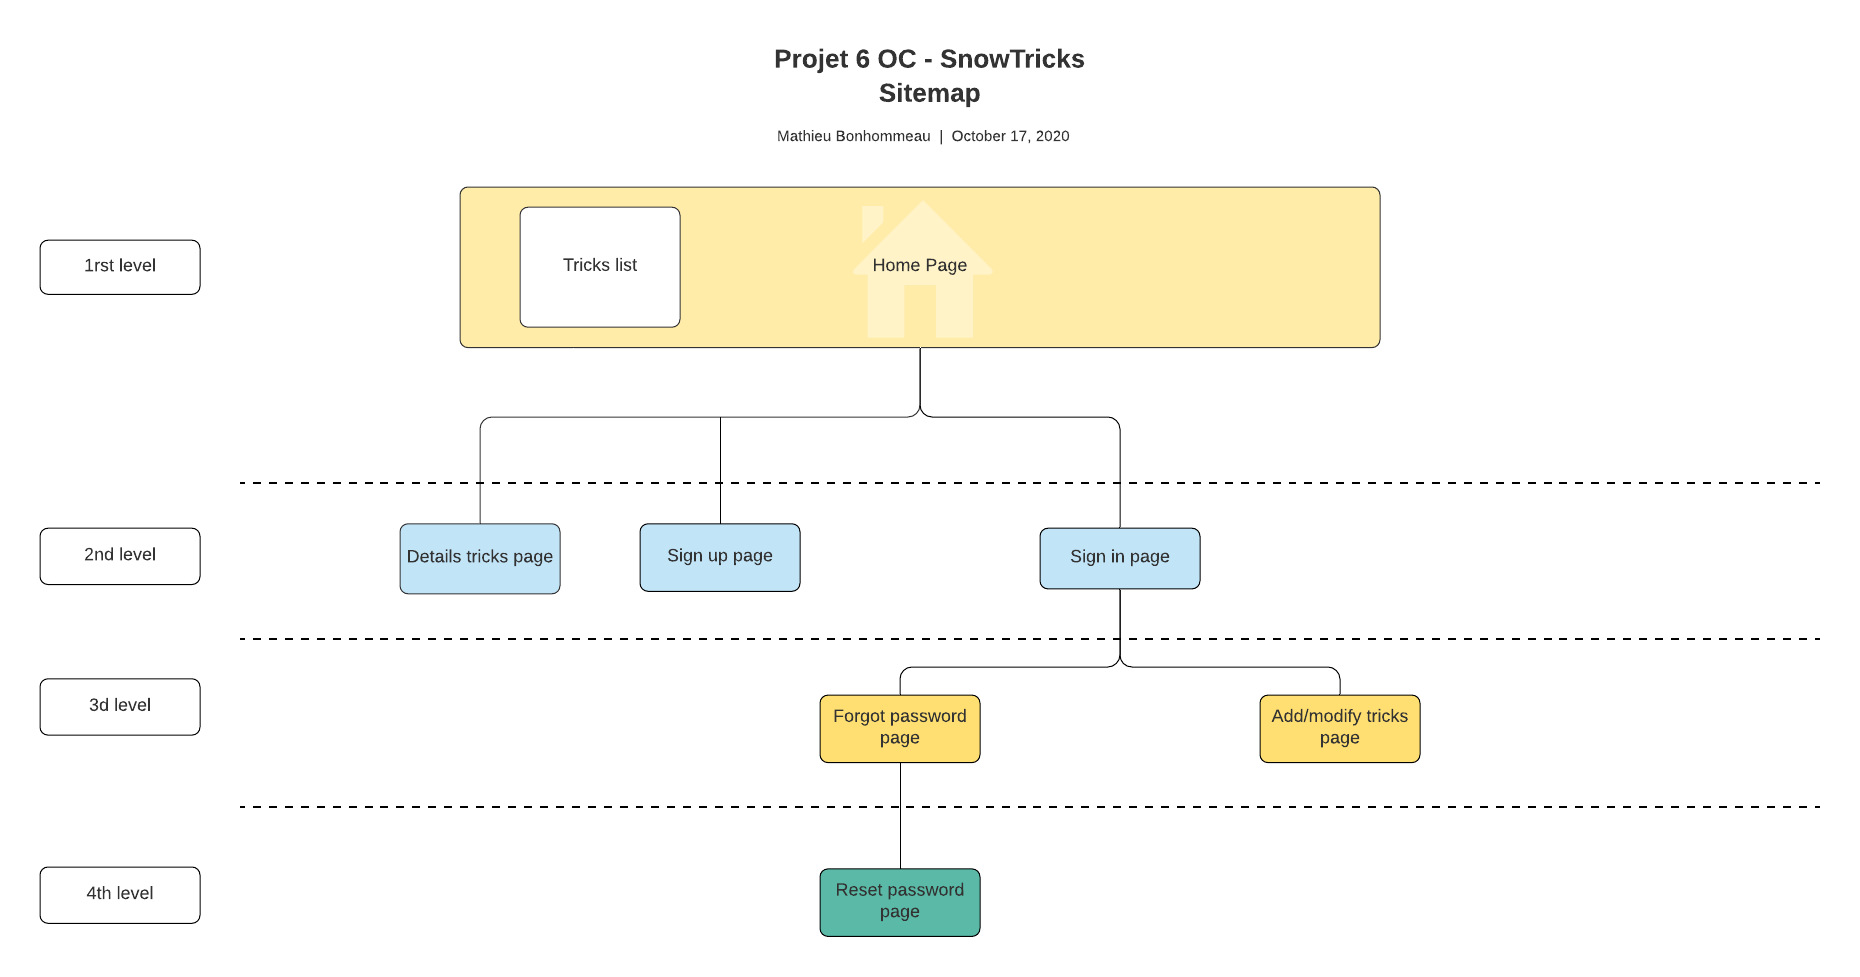 Projet 6 OC - SnowTricks
Sitemap
Mathieu Bonhommeau | October 17, 2020
1rst level
Tricks list
Home Page
2nd level
Details tricks page
Sign up page
Sign in page
3d level
Forgot password
page
Add/modify tricks
page
4th level
Reset password
page